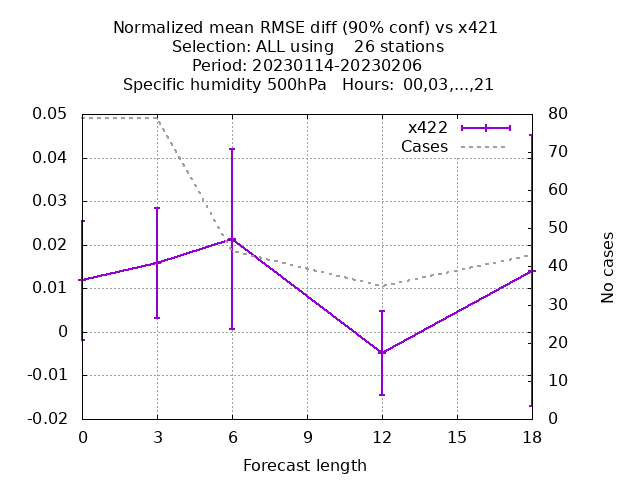 Normalized mean RMSE diff (90% conf) vs x421
Selection: ALL using    26 stations
Period: 20230114-20230206
Specific humidity 500hPa   Hours: 00,03,...,21
x422
Cases
0.05
0.04
0.03
0.02
0.01
0
-0.01
-0.02
80
70
60
50
40
30
20
10
0
No cases
0 3 6 9 12 15 18
Forecast length